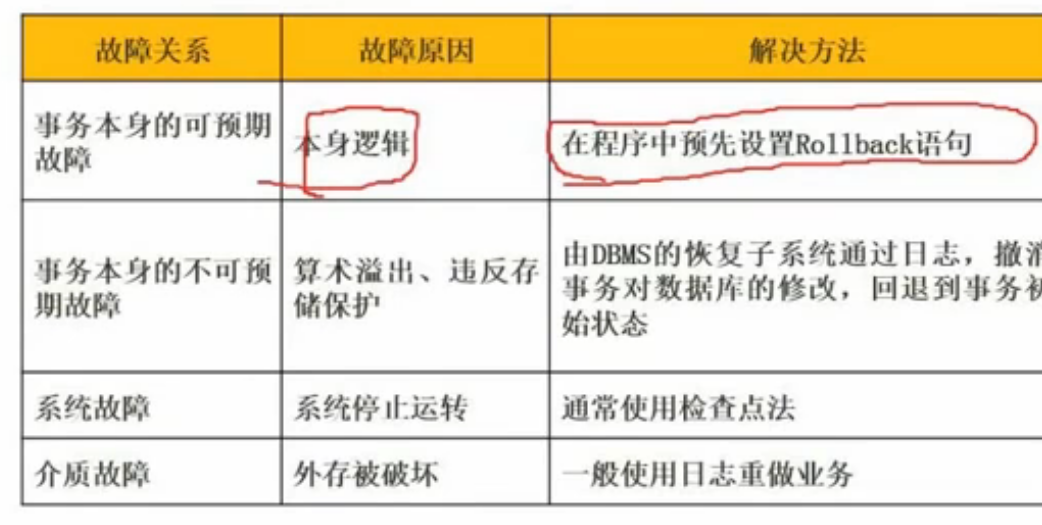 故障关系 故障原因 解决方法
事务本身的可预期
故障
本身逻辑
在程序中预先设置Rollback语句
事务本身的不可预
期故障
算术溢出、违反存
储保护
由DBMS的恢复子系统通过日志，撤消
事务对数据库的修改，回退到事务初
始状态
系统故障 系统停止运转 通常使用检查点法
介质故障 外存被破坏 一般使用日志重做业务